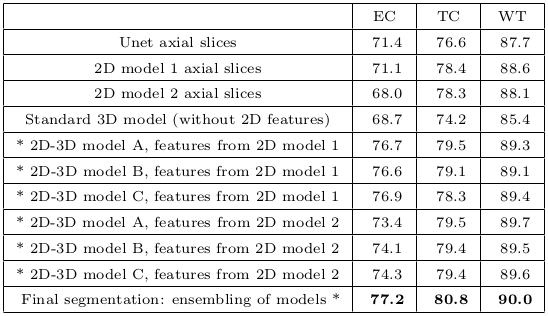 EC TC WT
Unet axial slices 71.4 76.6 87.7
2D model 1 axial slices 71.1 78.4 88.6
2D model 2 axial slices 68.0 78.3 88.1
Standard 3D model (without 2D features) 68.7 74.2 85.4
* 2D-3D model A, features from 2D model 1 76.7 79.5 89.3
* 2D-3D model B, features from 2D model 1 76.6 79.1 89.1
* 2D-3D model C, features from 2D model 1 76.9 78.3 89.4
* 2D-3D model A, features from 2D model 2 73.4 79.5 89.7
* 2D-3D model B, features from 2D model 2 74.1 79.4 89.5
* 2D-3D model C, features from 2D model 2 74.3 79.4 89.6
Final segmentation: ensembling of models * 77.2 80.8 90.0